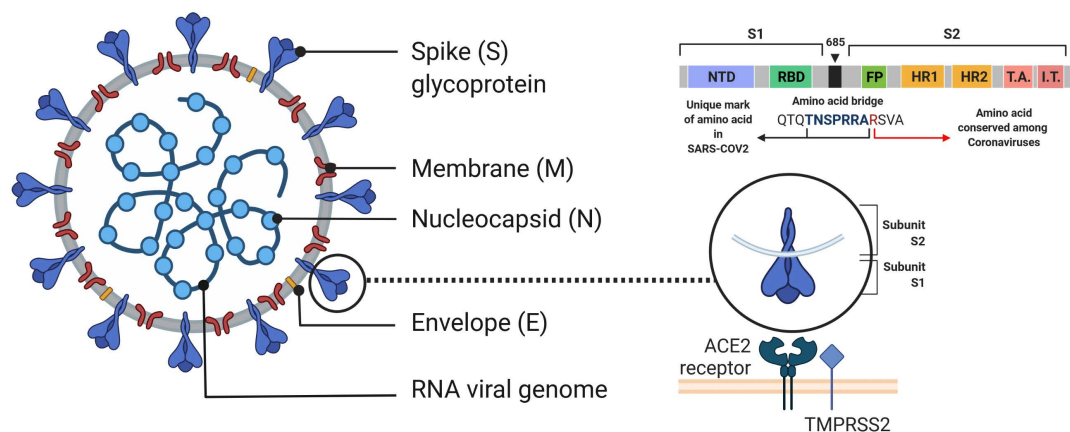 Spike (S)
glycoprotein
Membrane (M)
Nucleocapsid (N)
Envelope (E)
RNA viral genome
S1
685
S2
NTD
RBD
FP
HR1
HR2
T.A.
I.T.
Unique mark
of amino acid
in
SARS-COV2
Amino acid bridge
QTQTNSPRRARSVA
Amino acid
conserved among
Coronaviruses
Subunit
S2
Subunit
S1
ACE2
receptor
TMPRSS2